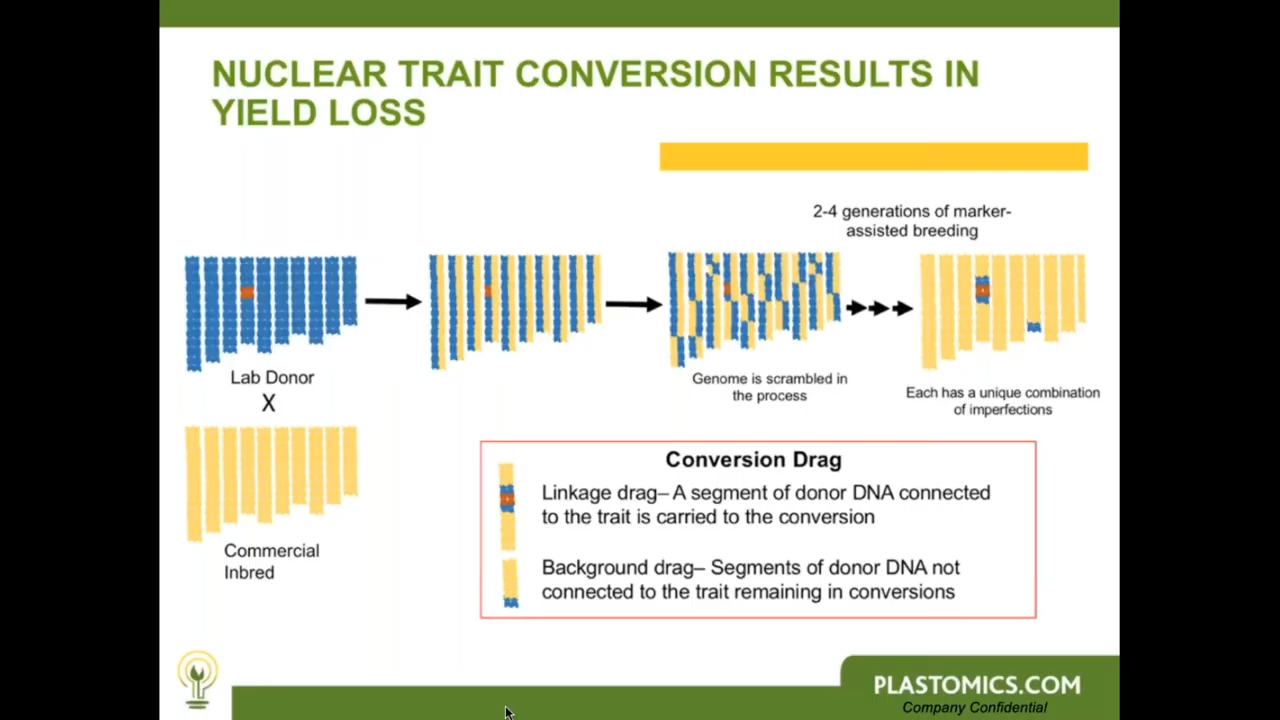 NUCLEAR TRAIT CONVERSION RESULTS IN
YIELD LOSS
2-4 generations of marker-
assisted breeding
Lab Donor
X
Commercial
Inbred
Genome is scrambled in
the process
Each has a unique combination
of imperfections
Conversion Drag
Linkage drag– A segment of donor DNA connected
to the trait is carried to the conversion
Background drag– Segments of donor DNA not
connected to the trait remaining in conversions
PLASTOMICS.COM
Company Confidential